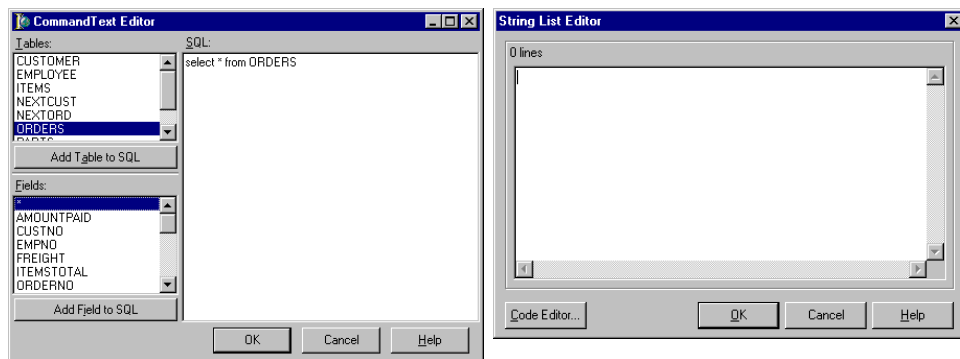 CommandText Editor
Tables:
CUSTOMER
EMPLOYEE
ITEMS
NEXTCUST
NEXTORD
ORDERS
PARTS
Add Table to SQL
Fields:
*
AMOUNTPAID
CUSTNO
EMPNO
FREIGHT
ITEMSTOTAL
ORDERNO
Add Field to SQL
SQL:
select * from ORDERS
OK
Cancel
Help
String List Editor
0 lines
Code Editor...
OK
Cancel
Help